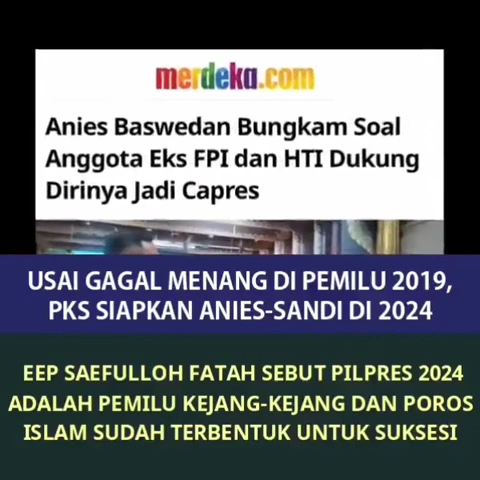 merdeka.com
Anies Baswedan Bungkam Soal
Anggota Eks FPI dan HTI Dukung
Dirinya Jadi Capres
USAI GAGAL MENANG DI PEMILU 2019,
PKS SIAPKAN ANIES-SANDI DI 2024
EEP SAEFULLOH FATAH SEBUT PILPRES 2024
ADALAH PEMILU KEJANG-KEJANG DAN POROS
ISLAM SUDAH TERBENTUK UNTUK SUKSESI